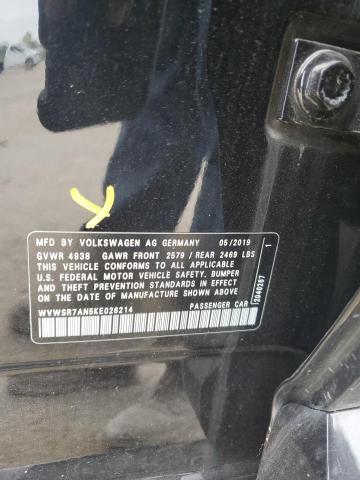 MFD BY VOLKSWAGEN AG GERMANY 05/2019
GVWR 4938 GAWR FRONT 2579 / REAR 2469 LBS
THIS VEHICLE CONFORMS TO ALL APPLICABLE
U.S. FEDERAL MOTOR VEHICLE SAFETY, BUMPER
AND THEFT PREVENTION STANDARDS IN EFFECT
ON THE DATE OF MANUFACTURE SHOWN ABOVE
WVWSR7AN5KE026214 PASSENGER CAR
2040267 1